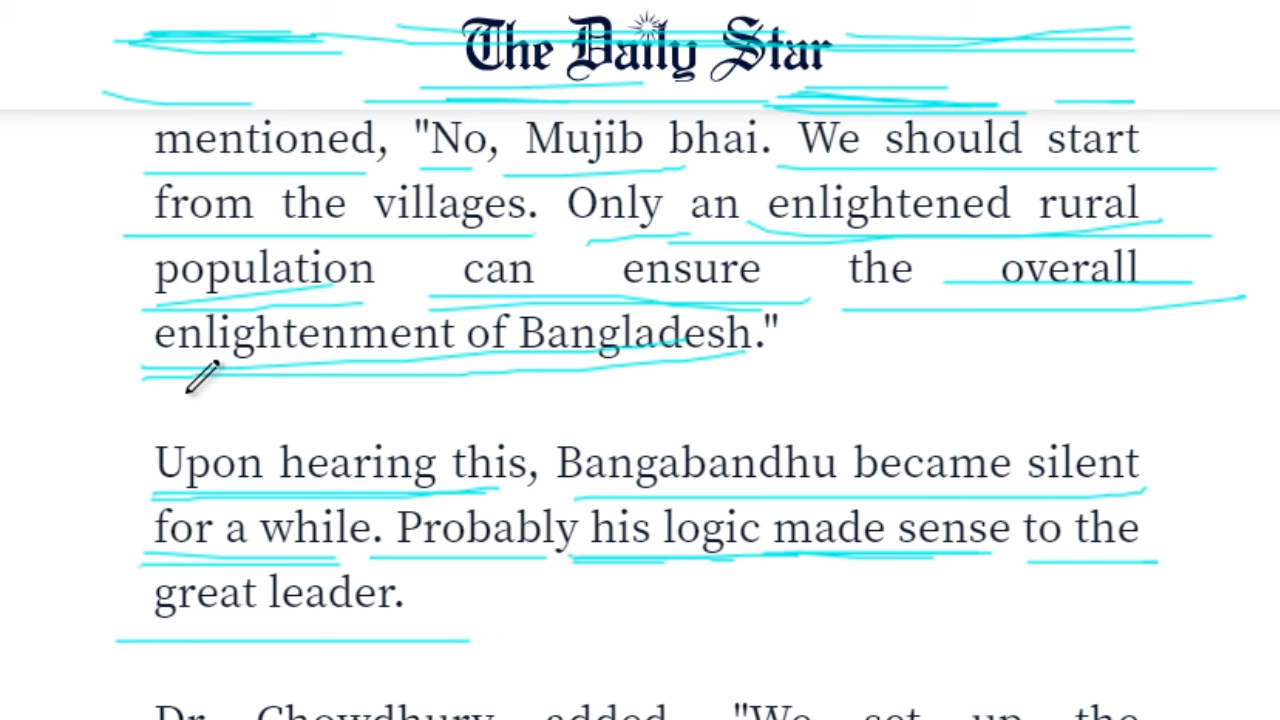 The Daily Star
mentioned, "No, Mujib bhai. We should start
from the villages. Only an enlightened rural
population can ensure the overall
enlightenment of Bangladesh."
Upon hearing this, Bangabandhu became silent
for a while. Probably his logic made sense to the
great leader.
Dr. Chowdhury added, "We set up the